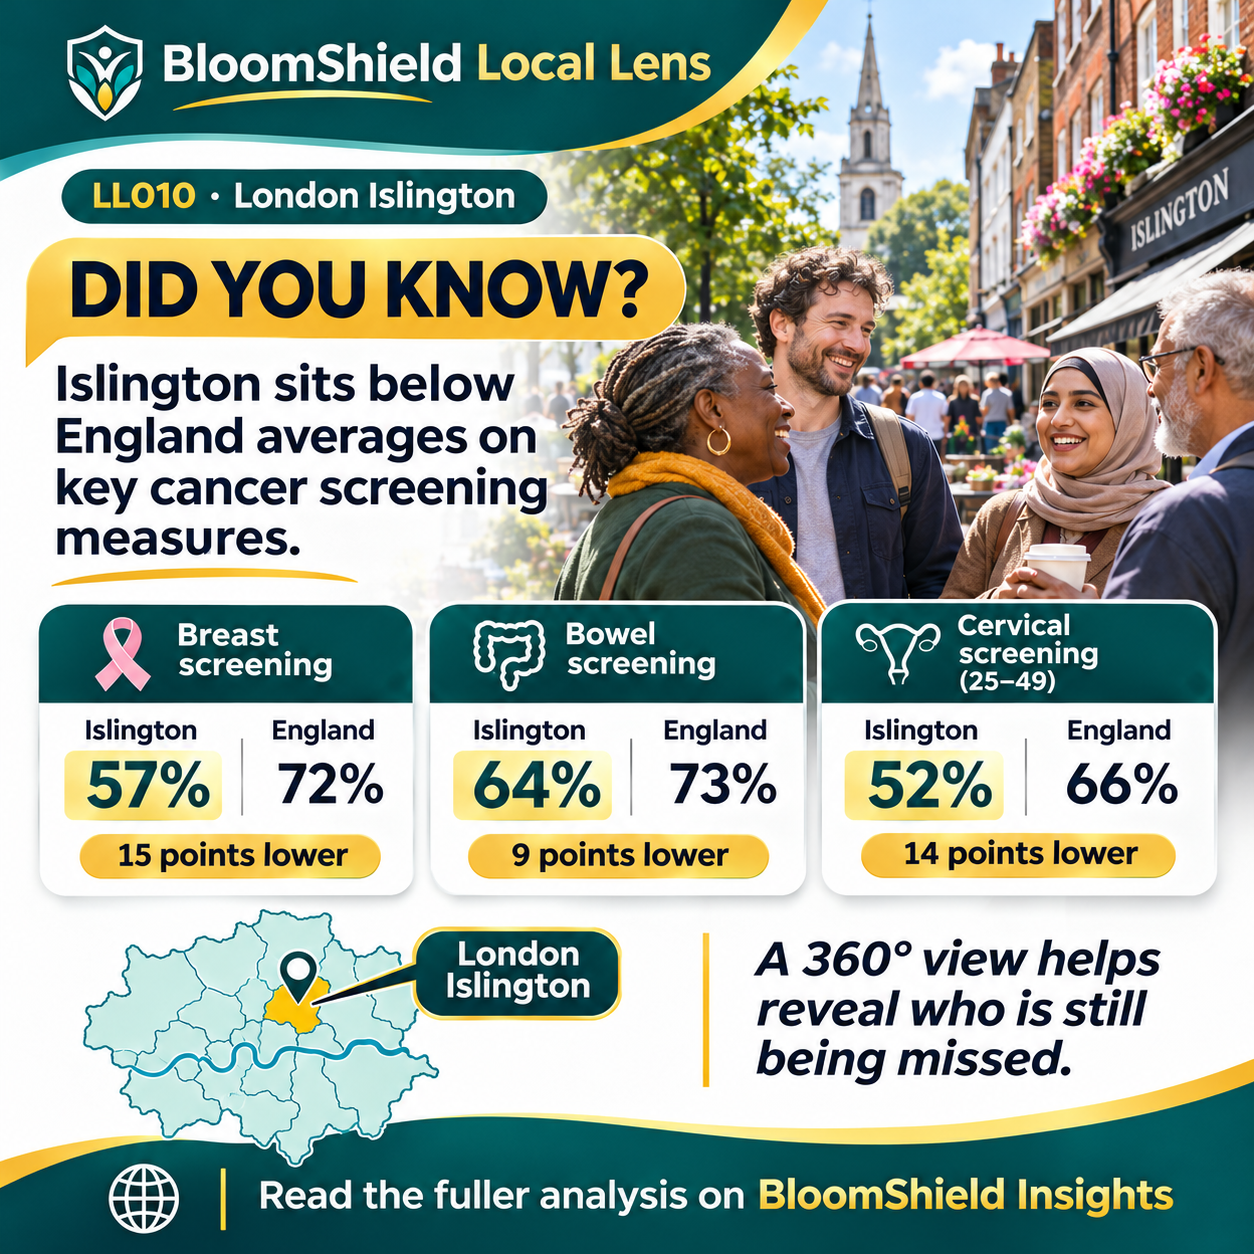 BloomShield Local Lens
LL010 · London Islington
ISLINGTON
DID YOU KNOW?
Islington sits below
England averages on
key cancer screening
measures.
Breast
screening
Islington
England
57%
72%
15 points lower
Bowel
screening
Islington
England
64%
73%
9 points lower
Cervical
screening
(25–49)
Islington
England
52%
66%
14 points lower
London
Islington
A 360° view helps
reveal who is still
being missed.
Read the fuller analysis on BloomShield Insights